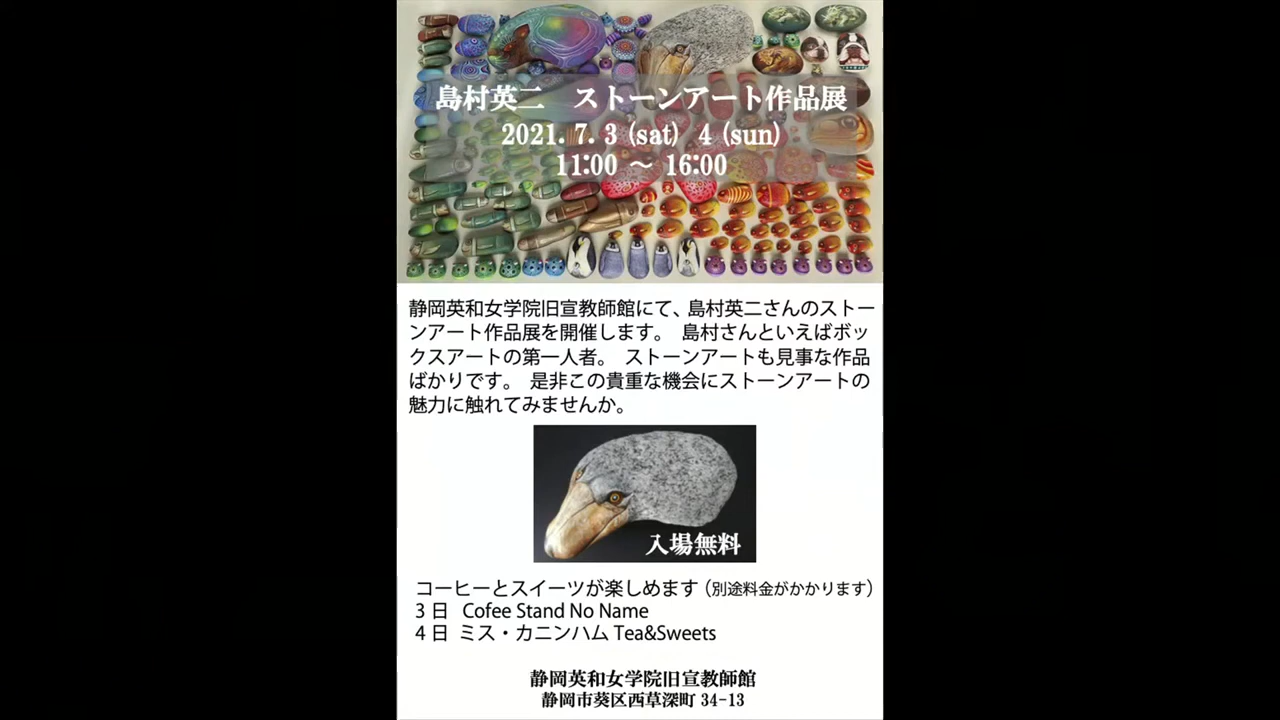 島村英二　ストーンアート作品展
2021. 7. 3 (sat)  4 (sun)
11:00 ～ 16:00
静岡英和女学院旧宣教師館にて、島村英二さんのストー
ンアート作品展を開催します。 島村さんといえばボッ
クスアートの第一人者。 ストーンアートも見事な作品
ばかりです。 是非この貴重な機会にストーンアートの
魅力に触れてみませんか。
入場無料
コーヒーとスイーツが楽しめます（別途料金がかかります）
3 日 Cofee Stand No Name
4 日 ミス・カニンハム Tea&Sweets
静岡英和女学院旧宣教師館
静岡市葵区西草深町 34-13